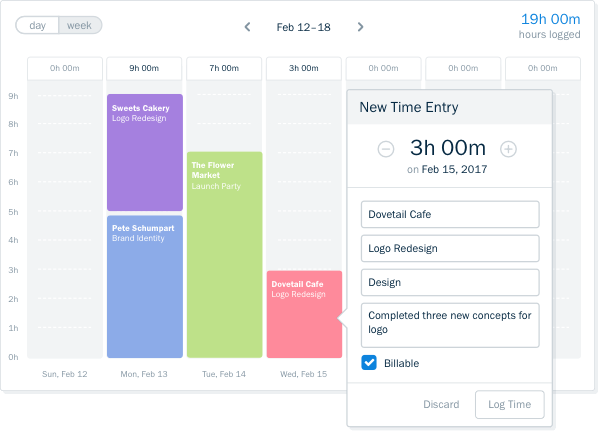 day week
Feb 12–18
19h 00m
hours logged
0h 00m 9h 00m 7h 00m 3h 00m 0h 00m 0h 00m 0h 00m
9h
8h
7h
6h
5h
4h
3h
2h
1h
0h
Sweets Cakery
Logo Redesign
Pete Schumpart
Brand Identity
The Flower
Market
Launch Party
Dovetail Cafe
Logo Redesign
Sun, Feb 12 Mon, Feb 13 Tue, Feb 14 Wed, Feb 15
New Time Entry
3h 00m
on Feb 15, 2017
Dovetail Cafe
Logo Redesign
Design
Completed three new concepts for
logo
Billable
Discard Log Time